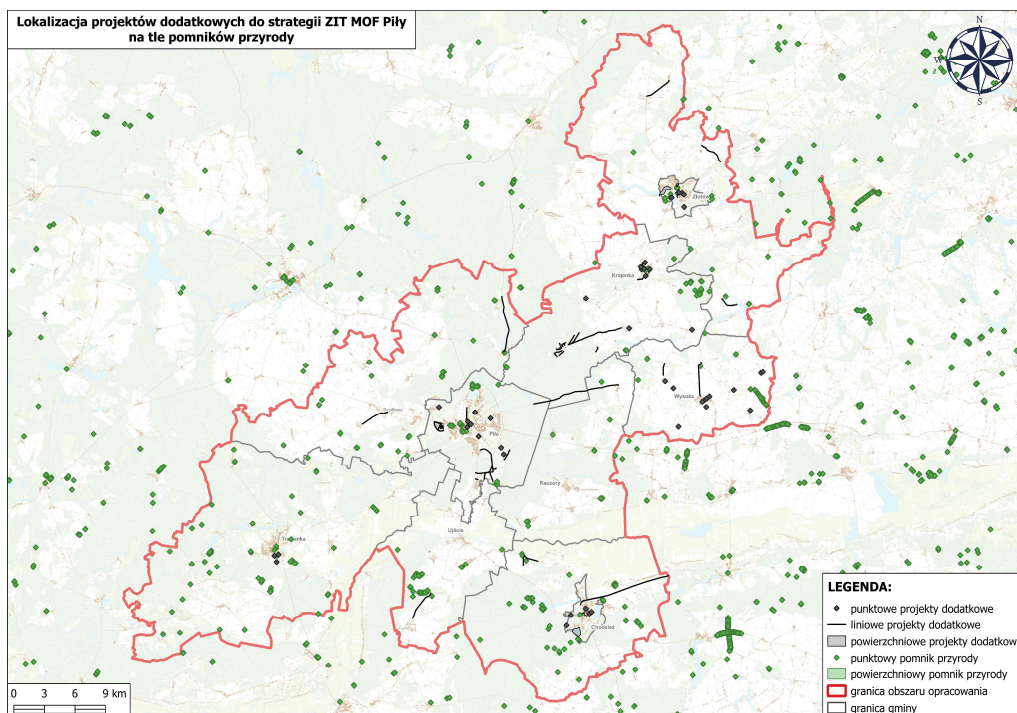 Lokalizacja projektów dodatkowych do strategii ZIT MOF Piły
na tle pomników przyrody
N
W
S
Złotów
Krajenka
Wysoka
Szydłowo
Piła
Kaczory
Ujście
Trzcianka
Chodzież
LEGENDA:
punktowe projekty dodatkowe
liniowe projekty dodatkowe
powierzchniowe projekty dodatkow
punktowy pomnik przyrody
powierzchniowy pomnik przyrody
granica obszaru opracowania
granica gminy
0 3 6 9 km